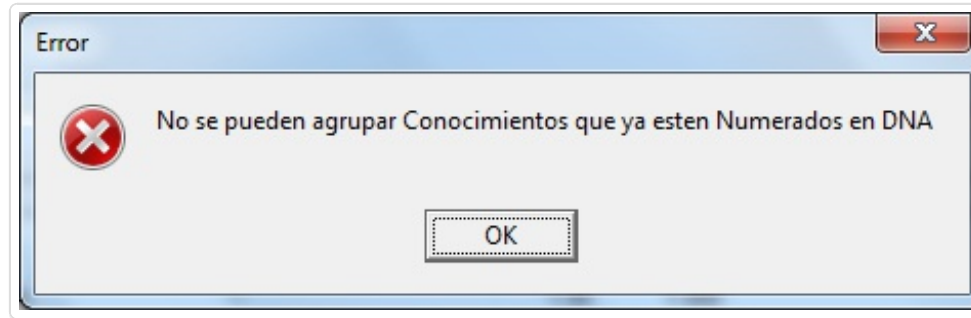 Error
No se pueden agrupar Conocimientos que ya esten Numerados en DNA
OK